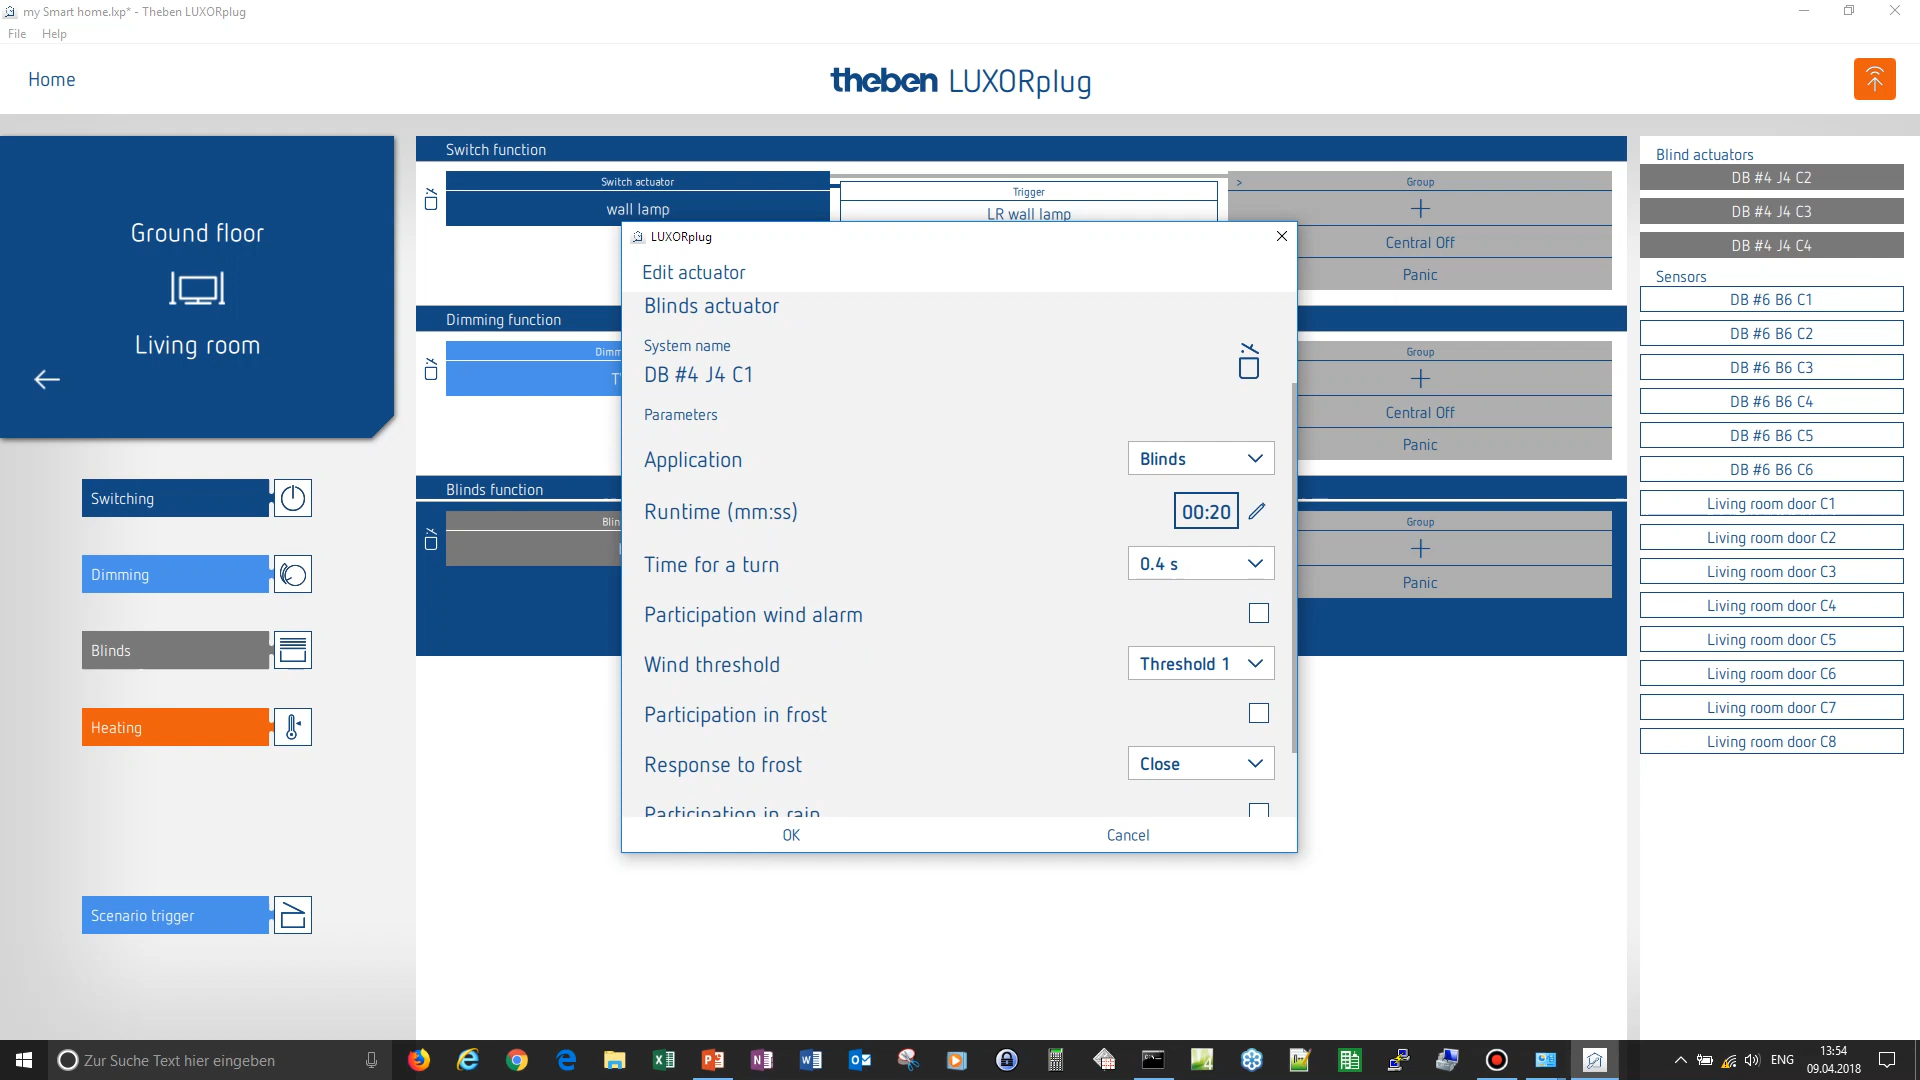 my Smart home.lxp* - Theben LUXORplug
File Help
Home
theben LUXORplug
Ground floor
Living room
Switching
Dimming
Blinds
Heating
Scenario trigger
Switch function
Switch actuator
wall lamp
Trigger
LR wall lamp
> Group
+
Central Off
Panic
Dimming function
Group
+
Central Off
Panic
Blinds function
Group
+
Panic
LUXORplug
Edit actuator
Blinds actuator
System name
DB #4 J4 C1
Parameters
Application Blinds
Runtime (mm:ss) 00:20
Time for a turn 0.4 s
Participation wind alarm
Wind threshold Threshold 1
Participation in frost
Response to frost Close
Participation in rain
OK Cancel
Blind actuators
DB #4 J4 C2
DB #4 J4 C3
DB #4 J4 C4
Sensors
DB #6 B6 C1
DB #6 B6 C2
DB #6 B6 C3
DB #6 B6 C4
DB #6 B6 C5
DB #6 B6 C6
Living room door C1
Living room door C2
Living room door C3
Living room door C4
Living room door C5
Living room door C6
Living room door C7
Living room door C8
Zur Suche Text hier eingeben
ENG
13:54
09.04.2018